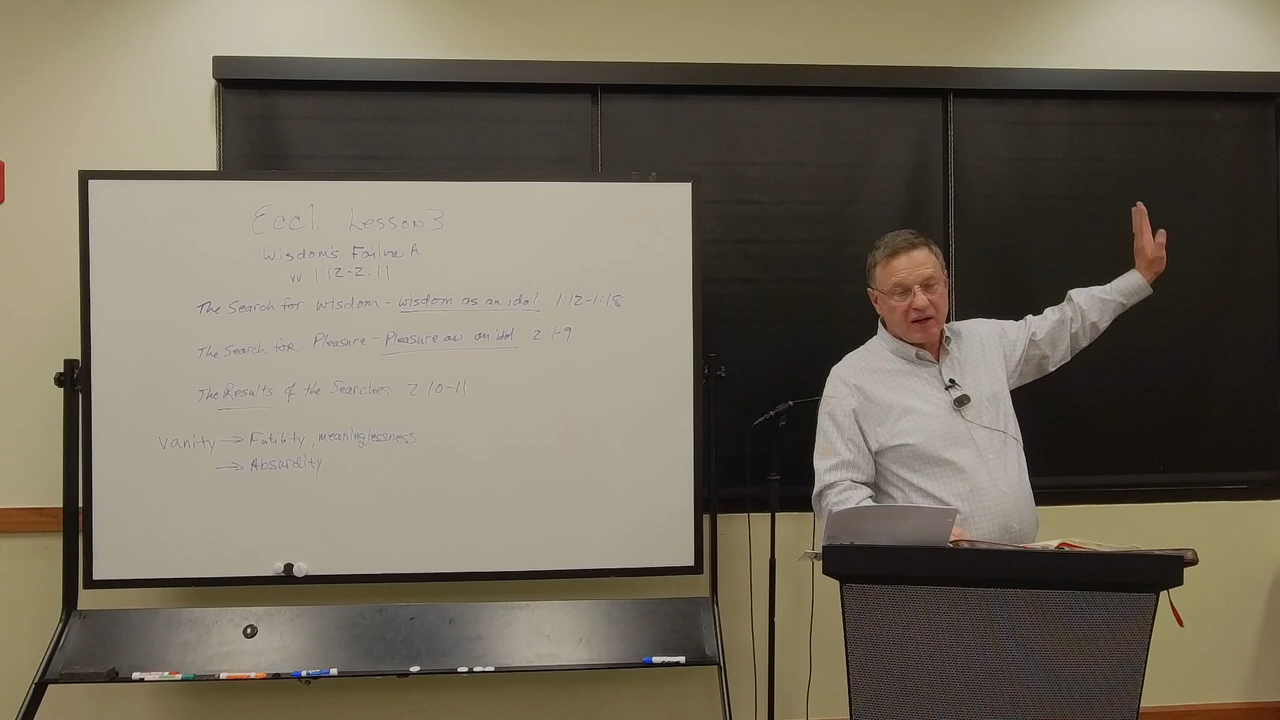 Eccl. Lesson 3
Wisdom's Failure A
vv 1:12-2:11
The Search for wisdom - wisdom as an idol 1:12-1:18
The Search for Pleasure - Pleasure as an idol 2 1-9
The Results of the Searches 2 10-11
vanity → Futility, meaninglessness
→ Absurdity